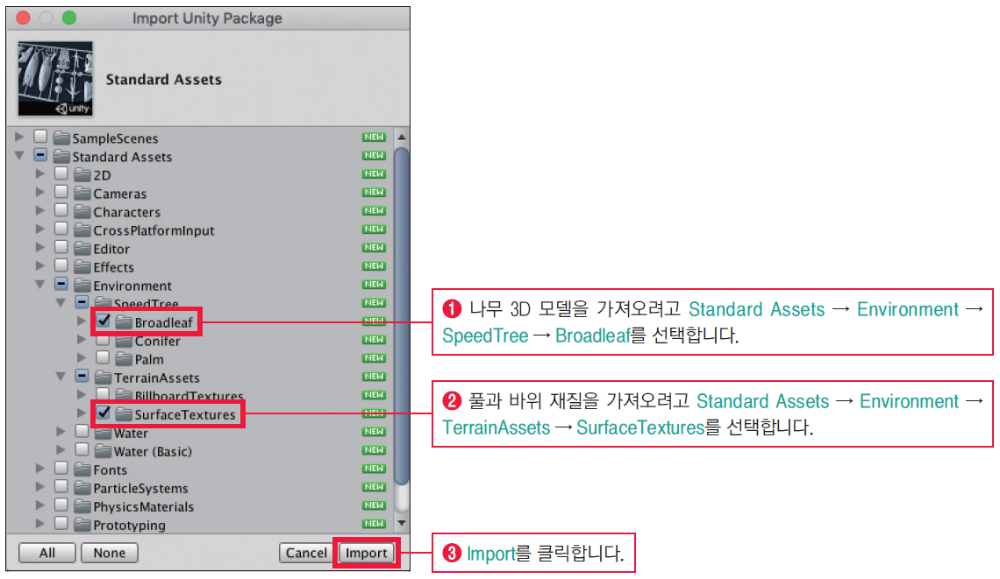 Import Unity Package
Standard Assets
unity
SampleScenes NEW
Standard Assets NEW
2D NEW
Cameras NEW
Characters NEW
CrossPlatformInput NEW
Editor NEW
Effects NEW
Environment NEW
SpeedTree NEW
Broadleaf NEW
Conifer NEW
Palm NEW
TerrainAssets NEW
BillboardTextures NEW
SurfaceTextures NEW
Water NEW
Water (Basic) NEW
Fonts NEW
ParticleSystems NEW
PhysicsMaterials NEW
Prototyping NEW
All None Cancel Import
❶ 나무 3D 모델을 가져오려고 Standard Assets → Environment →
SpeedTree → Broadleaf를 선택합니다.
❷ 풀과 바위 재질을 가져오려고 Standard Assets → Environment →
TerrainAssets → SurfaceTextures를 선택합니다.
❸ Import를 클릭합니다.